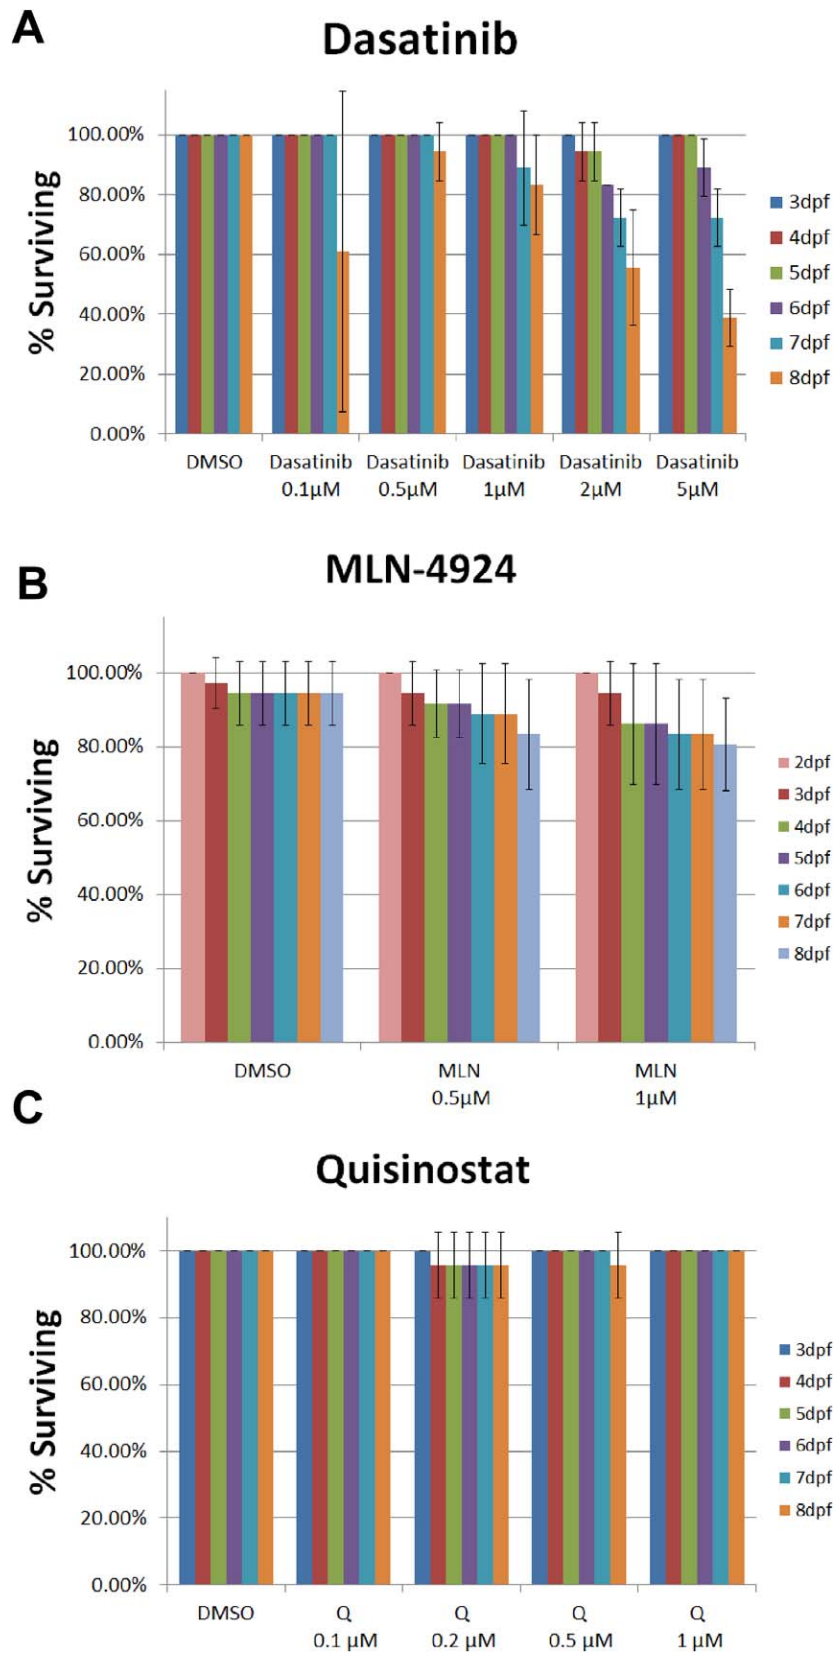 A
Dasatinib
% Surviving
100.00%
80.00%
60.00%
40.00%
20.00%
0.00%
DMSO
Dasatinib
0.1µM
Dasatinib
0.5µM
Dasatinib
1µM
Dasatinib
2µM
Dasatinib
5µM
3dpf
4dpf
5dpf
6dpf
7dpf
8dpf
B
MLN-4924
% Surviving
100.00%
80.00%
60.00%
40.00%
20.00%
0.00%
DMSO
MLN
0.5µM
MLN
1µM
2dpf
3dpf
4dpf
5dpf
6dpf
7dpf
8dpf
C
Quisinostat
% Surviving
100.00%
80.00%
60.00%
40.00%
20.00%
0.00%
DMSO
Q
0.1 µM
Q
0.2 µM
Q
0.5 µM
Q
1 µM
3dpf
4dpf
5dpf
6dpf
7dpf
8dpf